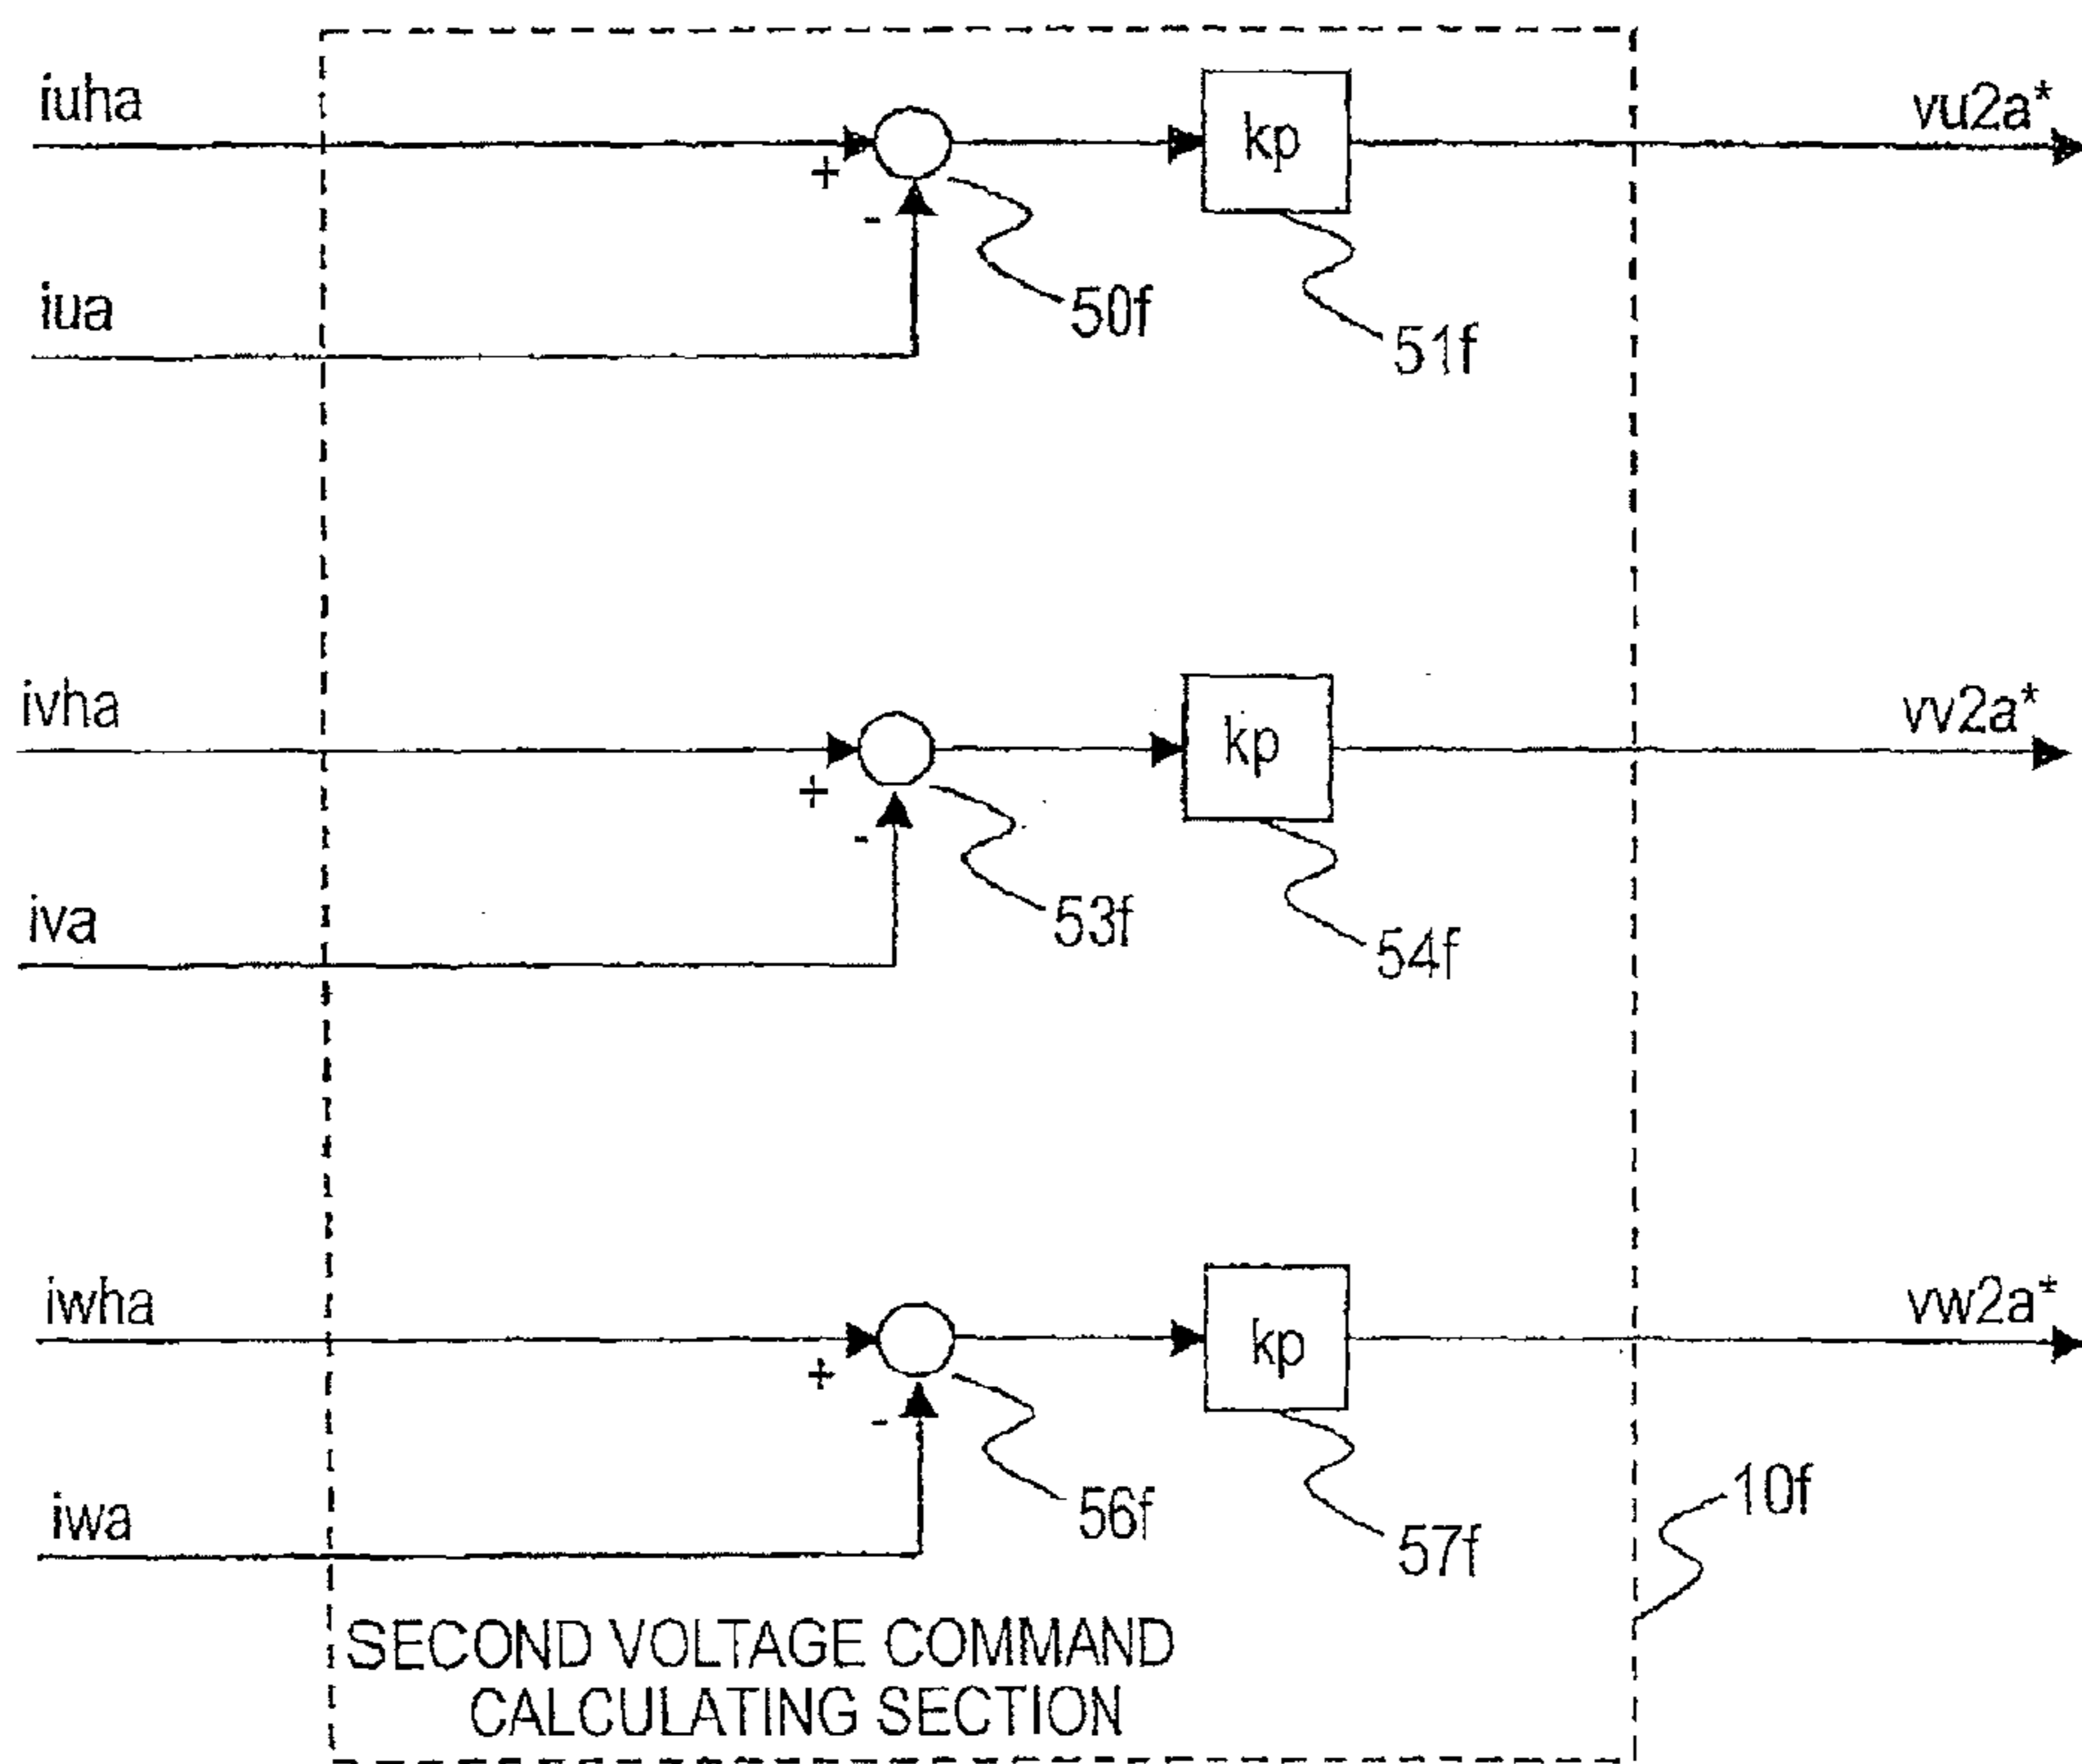 iuha
kp
vu2a*
+
-
iua
50f
51f
ivha
kp
vv2a*
+
-
iva
53f
54f
iwha
kp
vw2a*
+
-
iwa
56f
57f
10f
SECOND VOLTAGE COMMAND
CALCULATING SECTION